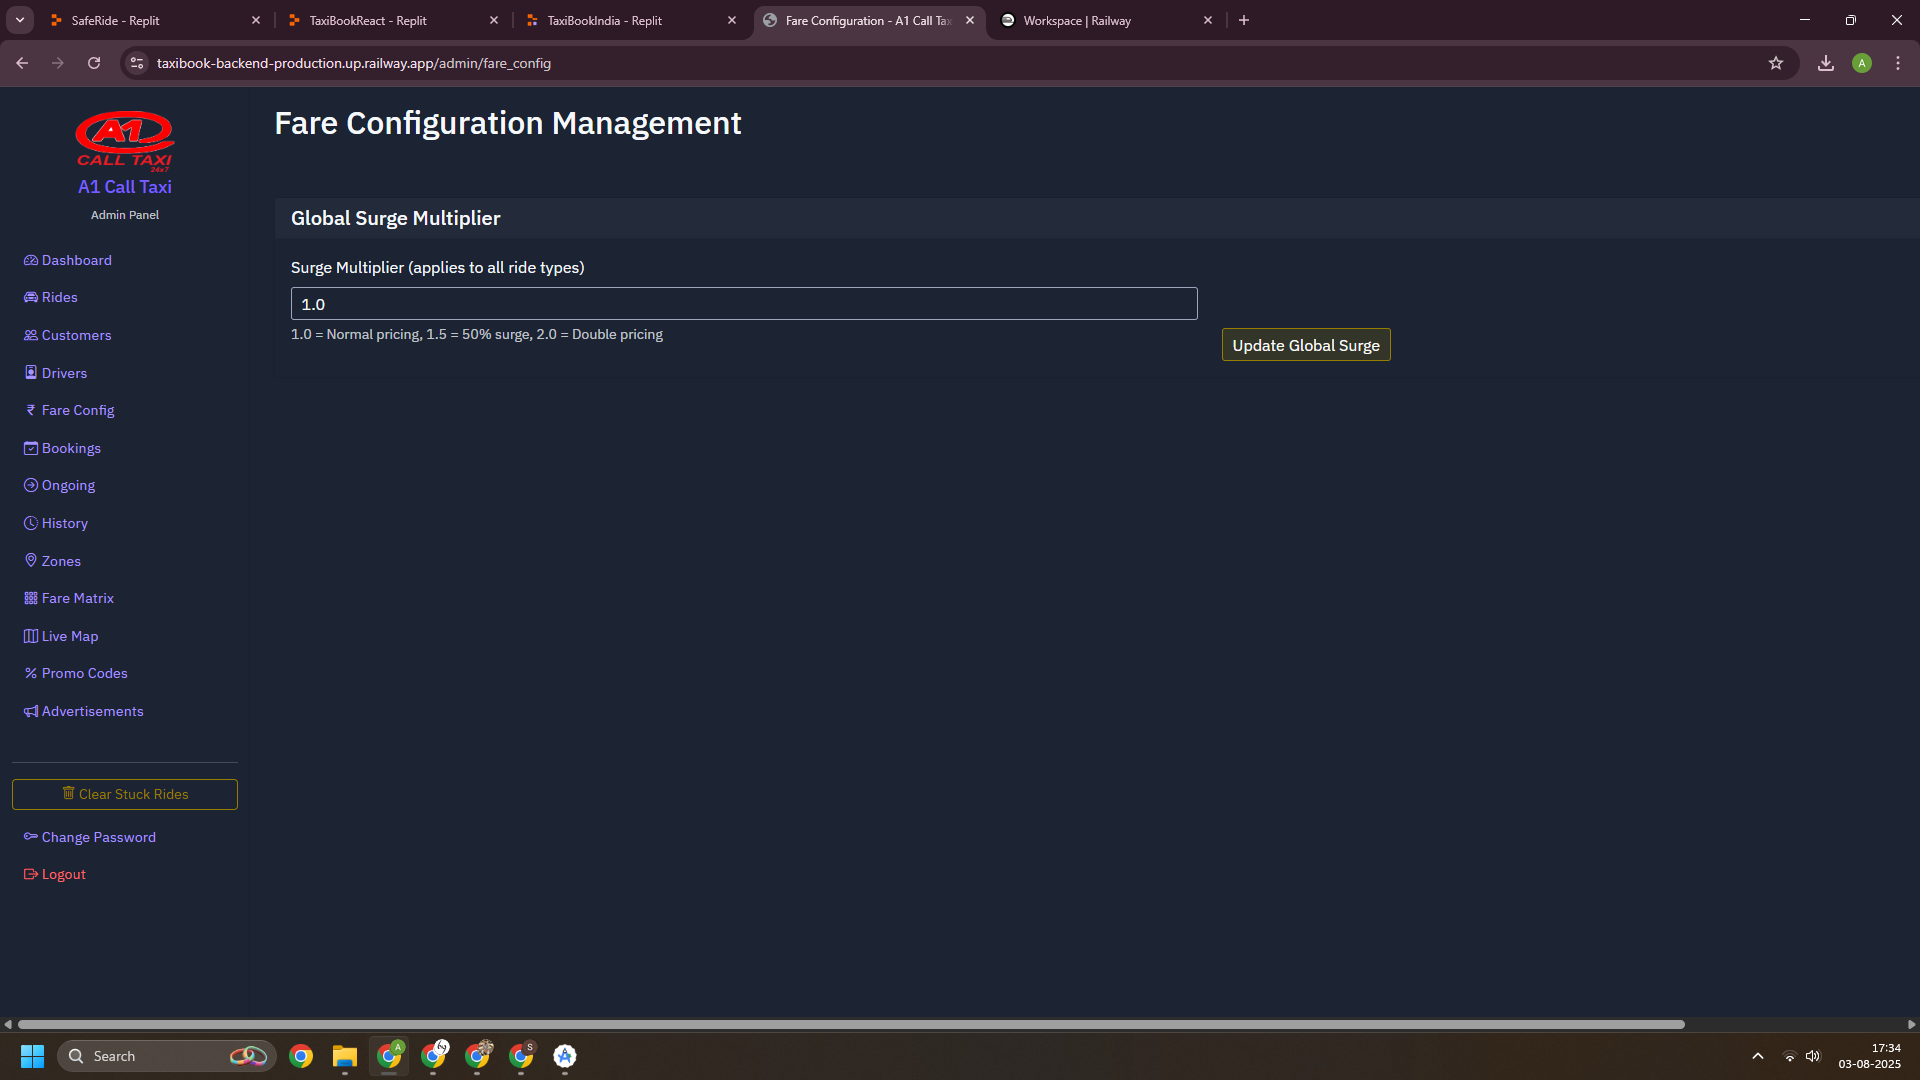 SafeRide - Replit
TaxiBookReact - Replit
TaxiBookIndia - Replit
Fare Configuration - A1 Call Tax
Workspace | Railway
taxibook-backend-production.up.railway.app/admin/fare_config
A
A1
CALL TAXI
24x7
A1 Call Taxi
Admin Panel
Dashboard
Rides
Customers
Drivers
₹ Fare Config
Bookings
Ongoing
History
Zones
Fare Matrix
Live Map
Promo Codes
Advertisements
Clear Stuck Rides
Change Password
Logout
Fare Configuration Management
Global Surge Multiplier
Surge Multiplier (applies to all ride types)
1.0
1.0 = Normal pricing, 1.5 = 50% surge, 2.0 = Double pricing
Update Global Surge
Search
A
S
17:34
03-08-2025